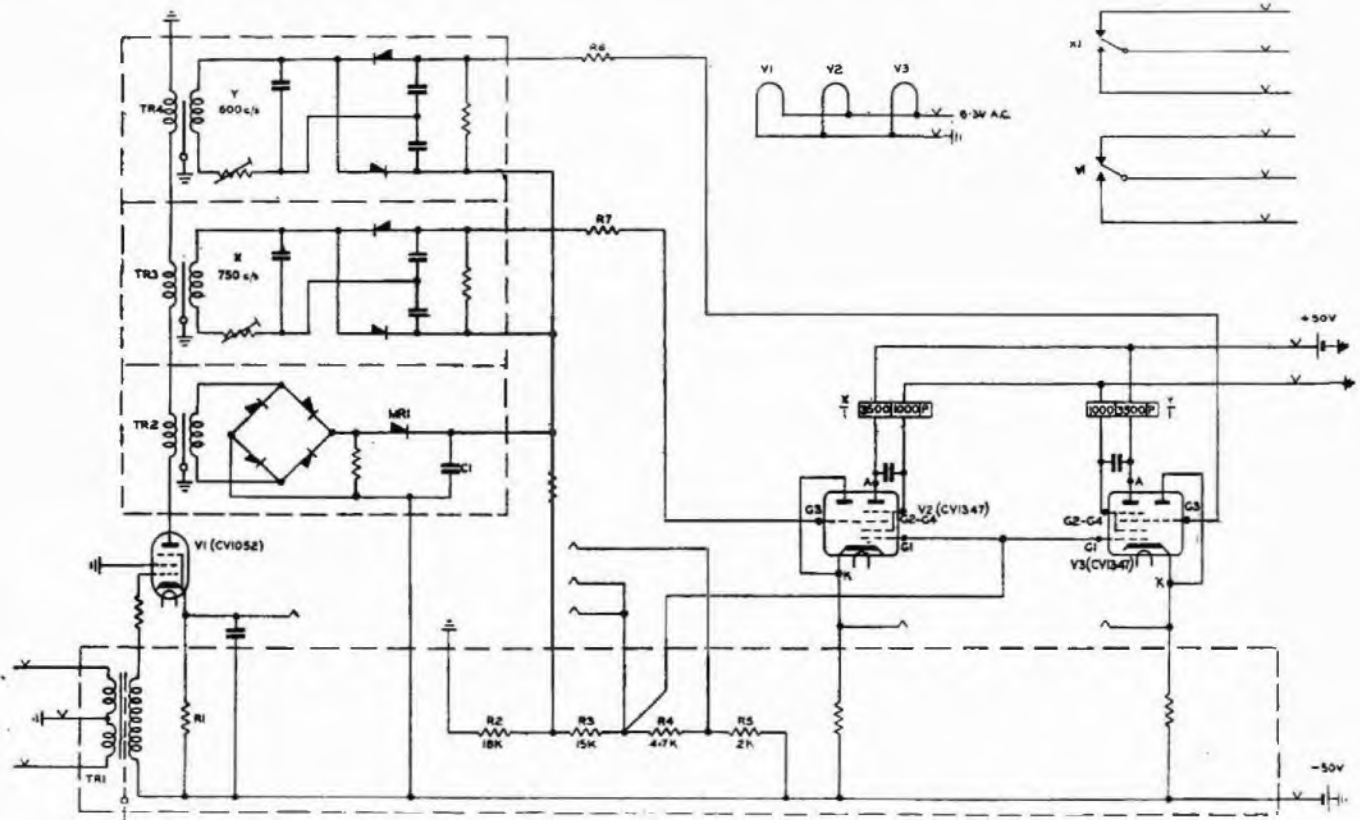 TR4
Y
600 c/s
R6
V1 V2 V3
6·3V A.C.
X1
Y1
TR3
X
750 c/s
R7
+50V
TR2
MR1
C1
X
1
3500 1000 P
1000 3500 P
Y
1
A
A
G3
V2 (CV1347)
G2-G4
G1
K
G2-G4
G3
G1
V3 (CV1347)
K
V1 (CV1052)
R1
R2
18K
R3
15K
R4
4·7K
R5
2K
TR1
-50V